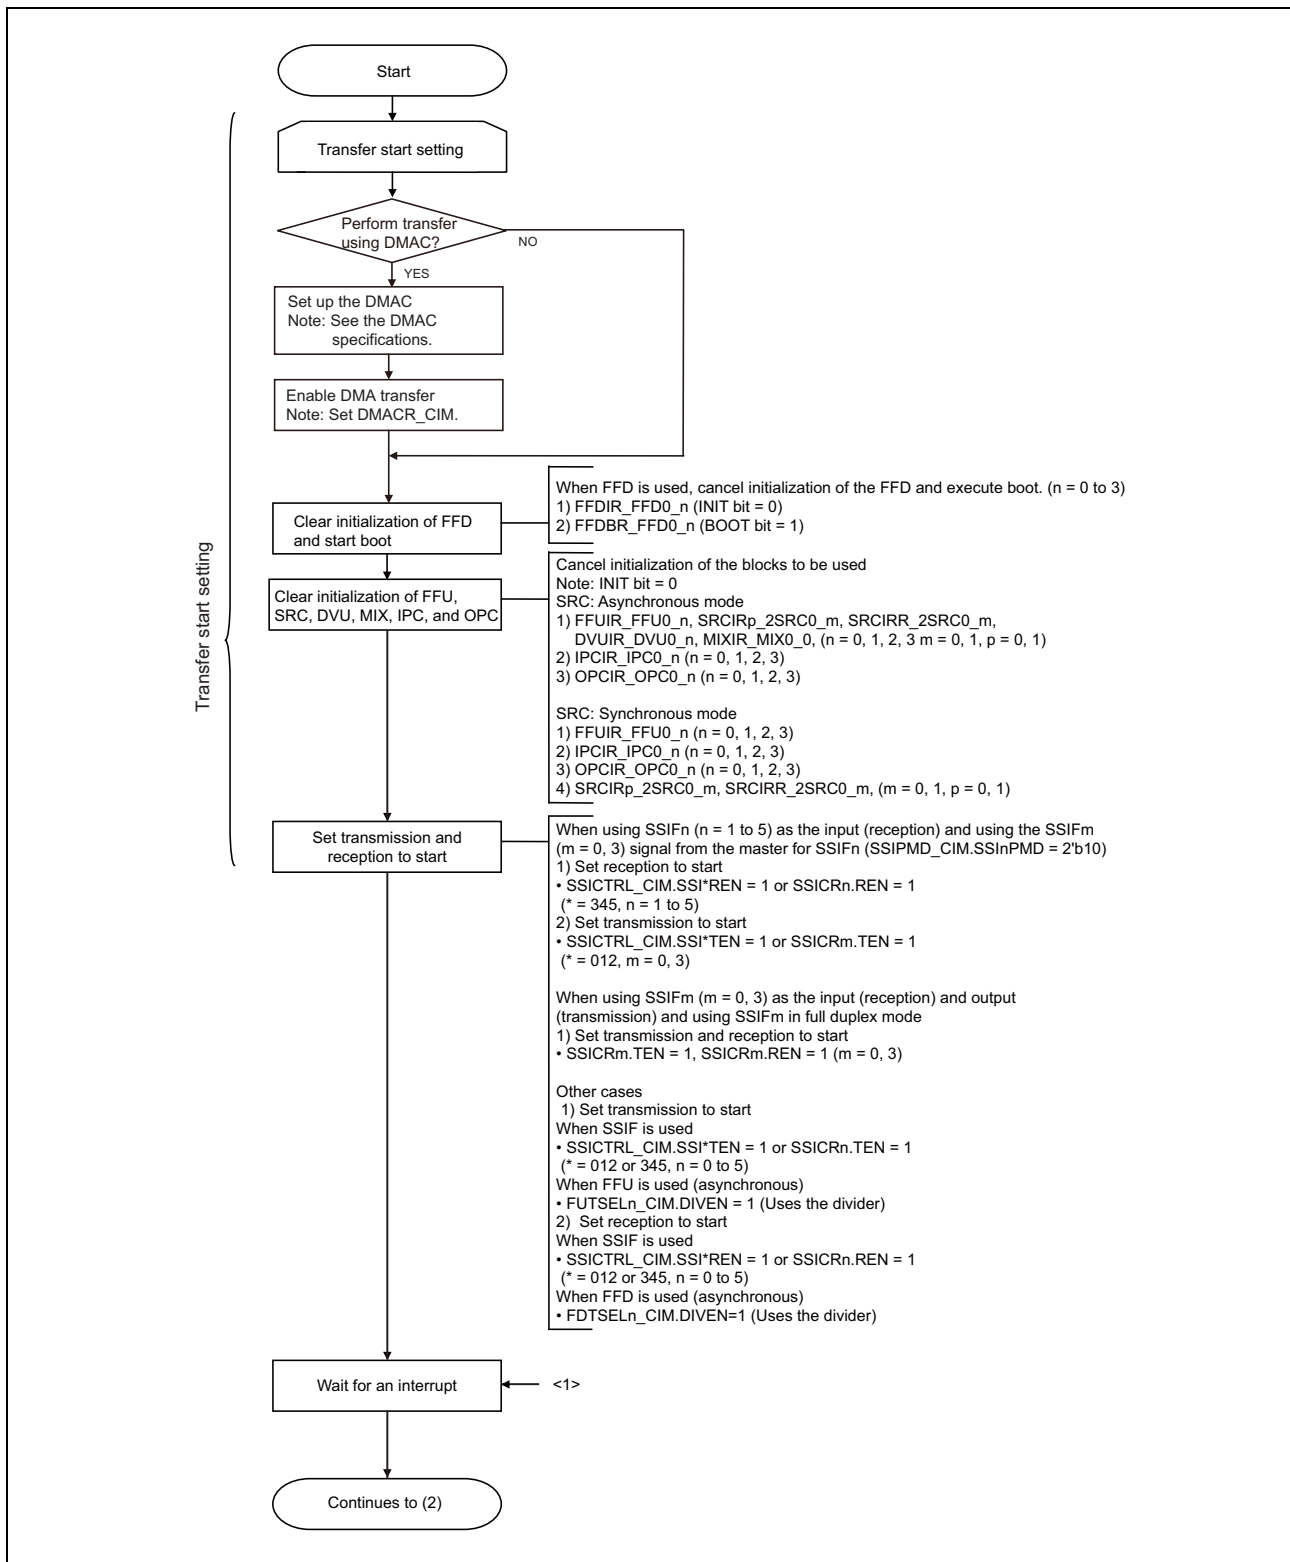 Start
Transfer start setting
Transfer start setting
Perform transfer
using DMAC?
NO
YES
Set up the DMAC
Note: See the DMAC
specifications.
Enable DMA transfer
Note: Set DMACR_CIM.
Clear initialization of FFD
and start boot
When FFD is used, cancel initialization of the FFD and execute boot. (n = 0 to 3)
1) FFDIR_FFD0_n (INIT bit = 0)
2) FFDBR_FFD0_n (BOOT bit = 1)
Clear initialization of FFU,
SRC, DVU, MIX, IPC, and OPC
Cancel initialization of the blocks to be used
Note: INIT bit = 0
SRC: Asynchronous mode
1) FFUIR_FFU0_n, SRCIRp_2SRC0_m, SRCIRR_2SRC0_m,
DVUIR_DVU0_n, MIXIR_MIX0_0, (n = 0, 1, 2, 3 m = 0, 1, p = 0, 1)
2) IPCIR_IPC0_n (n = 0, 1, 2, 3)
3) OPCIR_OPC0_n (n = 0, 1, 2, 3)
SRC: Synchronous mode
1) FFUIR_FFU0_n (n = 0, 1, 2, 3)
2) IPCIR_IPC0_n (n = 0, 1, 2, 3)
3) OPCIR_OPC0_n (n = 0, 1, 2, 3)
4) SRCIRp_2SRC0_m, SRCIRR_2SRC0_m, (m = 0, 1, p = 0, 1)
Set transmission and
reception to start
When using SSIFn (n = 1 to 5) as the input (reception) and using the SSIFm
(m = 0, 3) signal from the master for SSIFn (SSIPMD_CIM.SSInPMD = 2'b10)
1) Set reception to start
• SSICTRL_CIM.SSI*REN = 1 or SSICRn.REN = 1
(* = 345, n = 1 to 5)
2) Set transmission to start
• SSICTRL_CIM.SSI*TEN = 1 or SSICRm.TEN = 1
(* = 012, m = 0, 3)
When using SSIFm (m = 0, 3) as the input (reception) and output
(transmission) and using SSIFm in full duplex mode
1) Set transmission and reception to start
• SSICRm.TEN = 1, SSICRm.REN = 1 (m = 0, 3)
Other cases
1) Set transmission to start
When SSIF is used
• SSICTRL_CIM.SSI*TEN = 1 or SSICRn.TEN = 1
(* = 012 or 345, n = 0 to 5)
When FFU is used (asynchronous)
• FUTSELn_CIM.DIVEN = 1 (Uses the divider)
2) Set reception to start
When SSIF is used
• SSICTRL_CIM.SSI*REN = 1 or SSICRn.REN = 1
(* = 012 or 345, n = 0 to 5)
When FFD is used (asynchronous)
• FDTSELn_CIM.DIVEN=1 (Uses the divider)
Wait for an interrupt
<1>
Continues to (2)